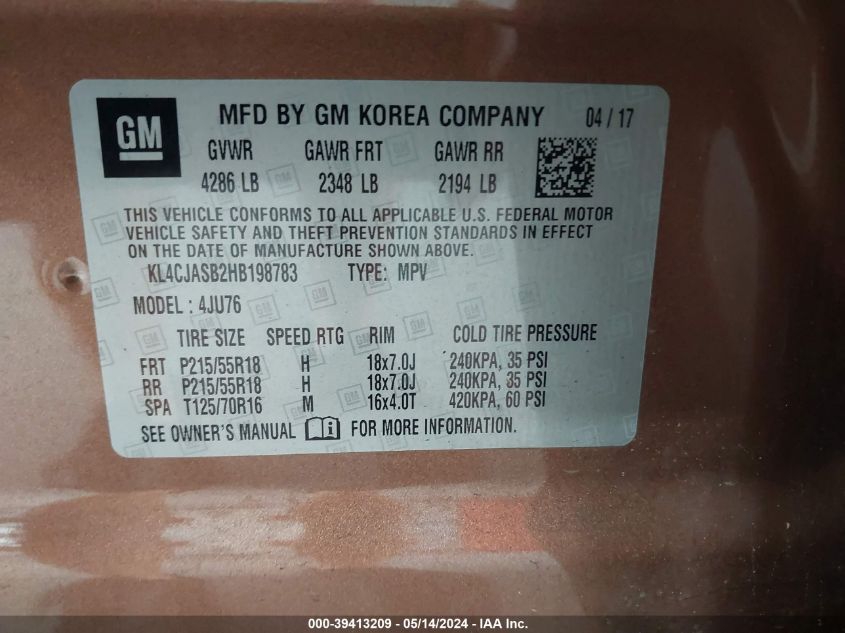 GM MFD BY GM KOREA COMPANY 04 / 17
GVWR GAWR FRT GAWR RR
4286 LB 2348 LB 2194 LB
THIS VEHICLE CONFORMS TO ALL APPLICABLE U.S. FEDERAL MOTOR
VEHICLE SAFETY AND THEFT PREVENTION STANDARDS IN EFFECT
ON THE DATE OF MANUFACTURE SHOWN ABOVE.
KL4CJASB2HB198783 TYPE: MPV
MODEL : 4JU76
TIRE SIZE SPEED RTG RIM COLD TIRE PRESSURE
FRT P215/55R18 H 18x7.0J 240KPA, 35 PSI
RR P215/55R18 H 18x7.0J 240KPA, 35 PSI
SPA T125/70R16 M 16x4.0T 420KPA, 60 PSI
SEE OWNER'S MANUAL i FOR MORE INFORMATION.
000-39413209 - 05/14/2024 - IAA Inc.